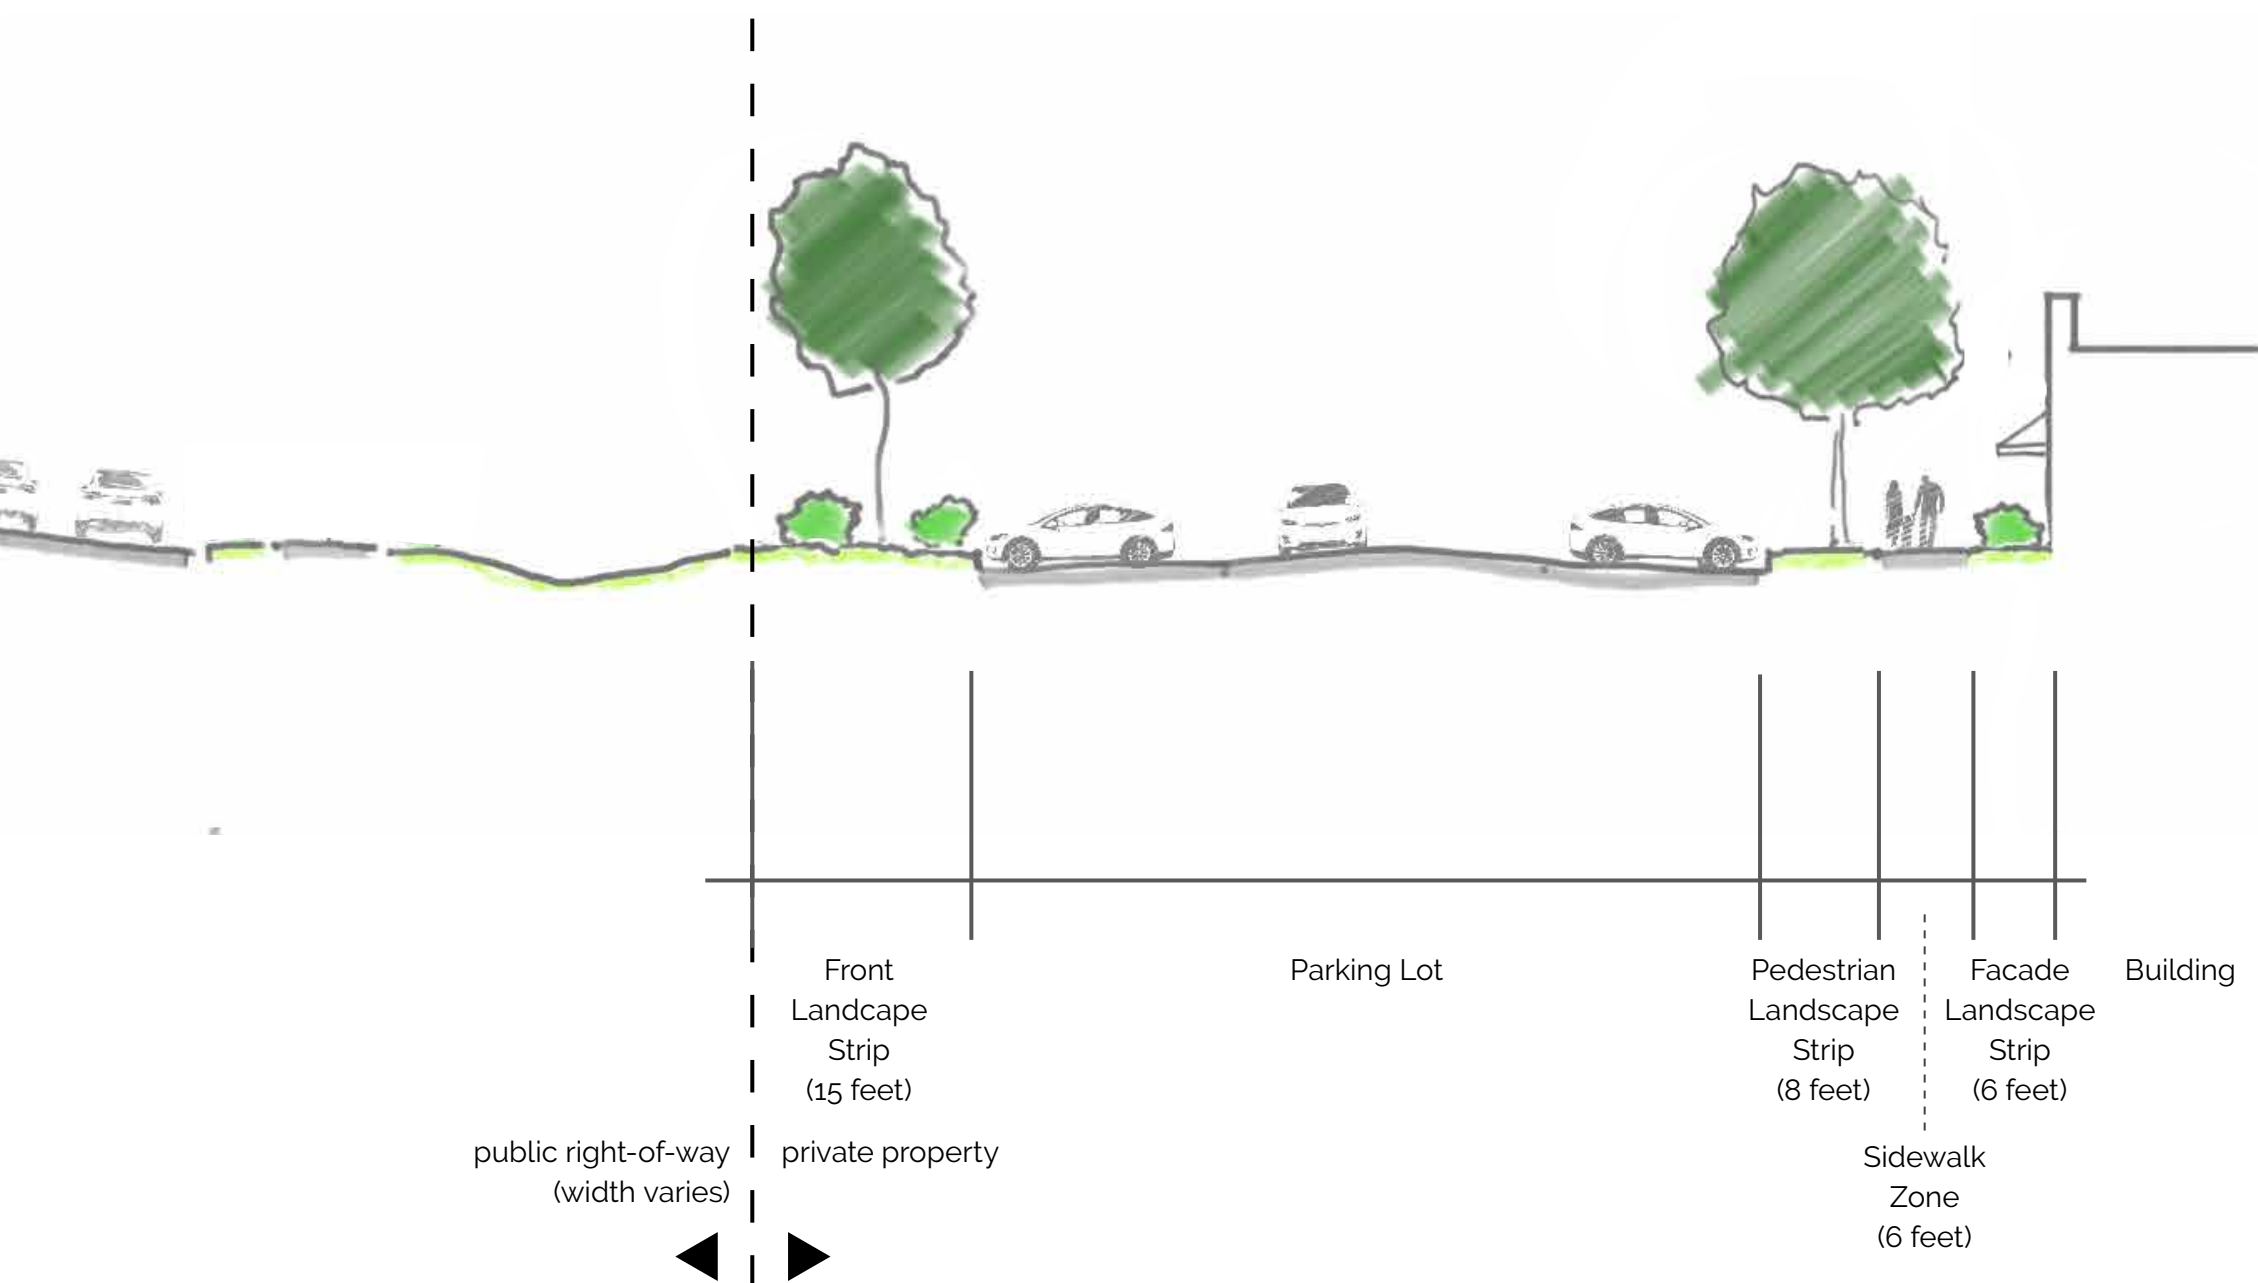 Front
Landcape
Strip
(15 feet)
Parking Lot
Pedestrian
Landscape
Strip
(8 feet)
Facade
Landscape
Strip
(6 feet)
Building
Sidewalk
Zone
(6 feet)
public right-of-way
(width varies)
private property